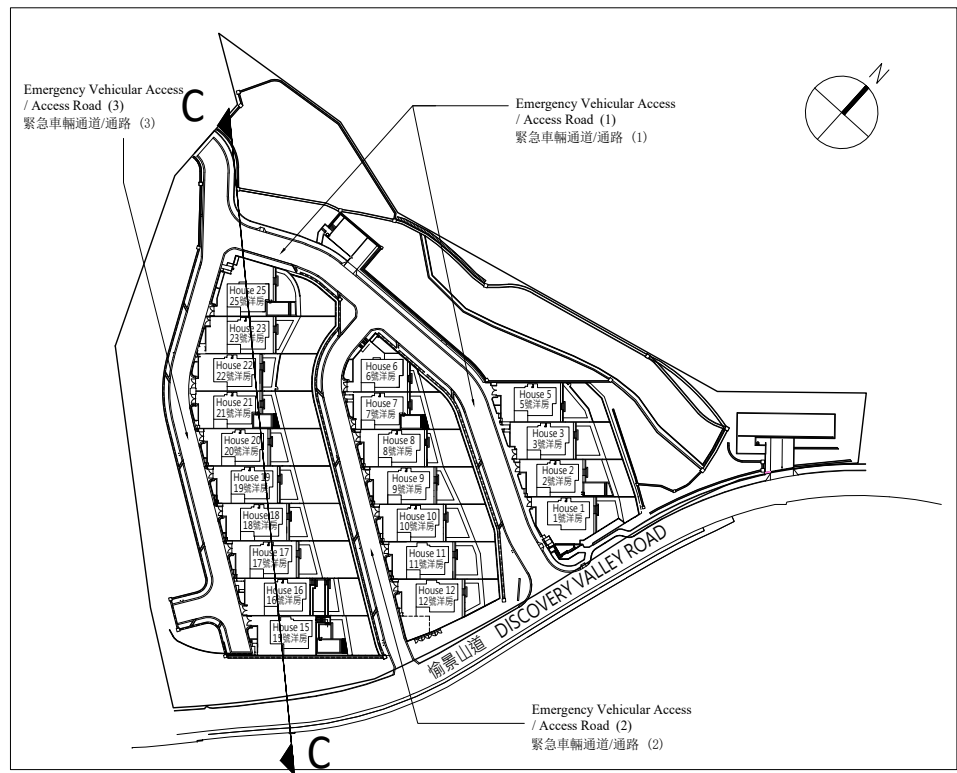 Emergency Vehicular Access
/ Access Road (3)
緊急車輛通道/通路 (3)
C
Emergency Vehicular Access
/ Access Road (1)
緊急車輛通道/通路 (1)
N
House 25
25號洋房
House 23
23號洋房
House 22
22號洋房
House 21
21號洋房
House 20
20號洋房
House 19
19號洋房
House 18
18號洋房
House 17
17號洋房
House 16
16號洋房
House 15
15號洋房
House 6
6號洋房
House 7
7號洋房
House 8
8號洋房
House 9
9號洋房
House 10
10號洋房
House 11
11號洋房
House 12
12號洋房
House 5
5號洋房
House 3
3號洋房
House 2
2號洋房
House 1
1號洋房
愉景山道 DISCOVERY VALLEY ROAD
Emergency Vehicular Access
/ Access Road (2)
緊急車輛通道/通路 (2)
C